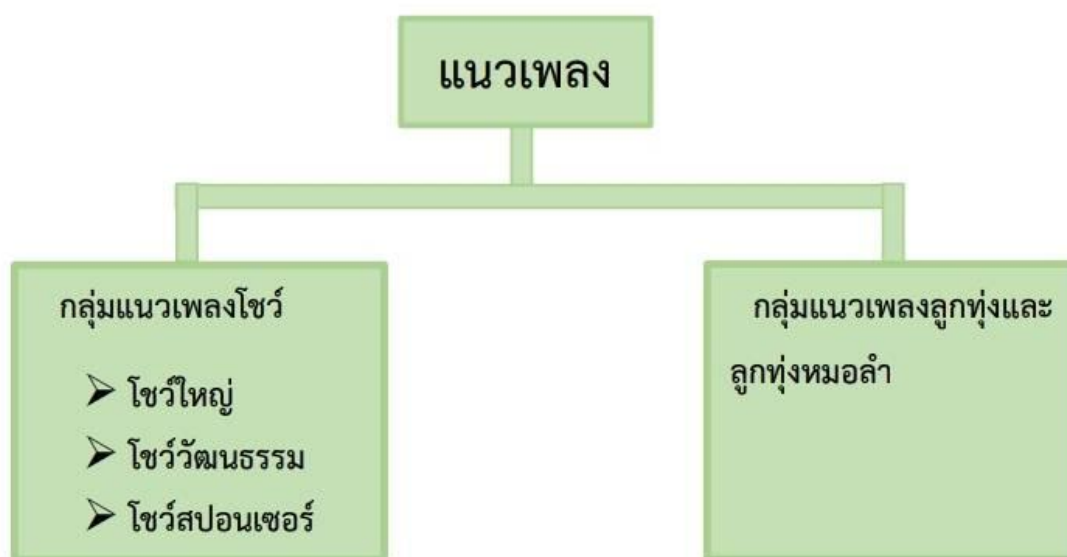 แนวเพลง
กลุ่มแนวเพลงโชว์
➢ โชว์ใหญ่
➢ โชว์วัฒนธรรม
➢ โชว์สปอนเซอร์
กลุ่มแนวเพลงลูกทุ่งและ
ลูกทุ่งหมอลำ